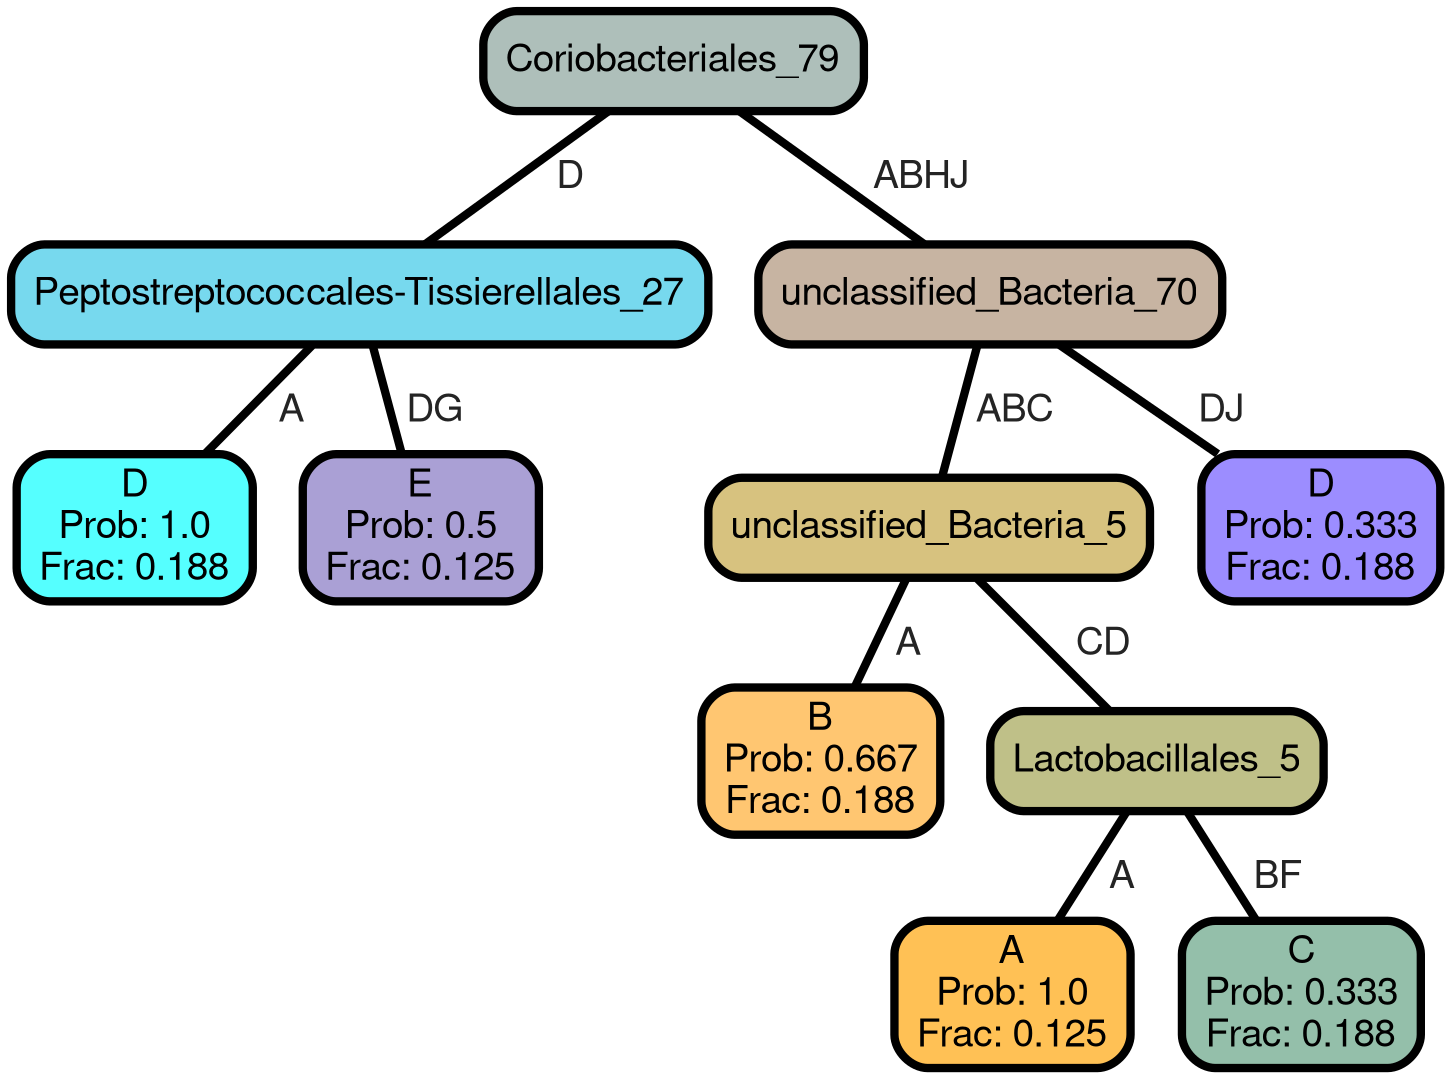 Coriobacteriales_79
D
ABHJ
Peptostreptococcales-Tissierellales_27
unclassified_Bacteria_70
A
DG
ABC
DJ
D
Prob: 1.0
Frac: 0.188
E
Prob: 0.5
Frac: 0.125
unclassified_Bacteria_5
D
Prob: 0.333
Frac: 0.188
A
CD
B
Prob: 0.667
Frac: 0.188
Lactobacillales_5
A
BF
A
Prob: 1.0
Frac: 0.125
C
Prob: 0.333
Frac: 0.188